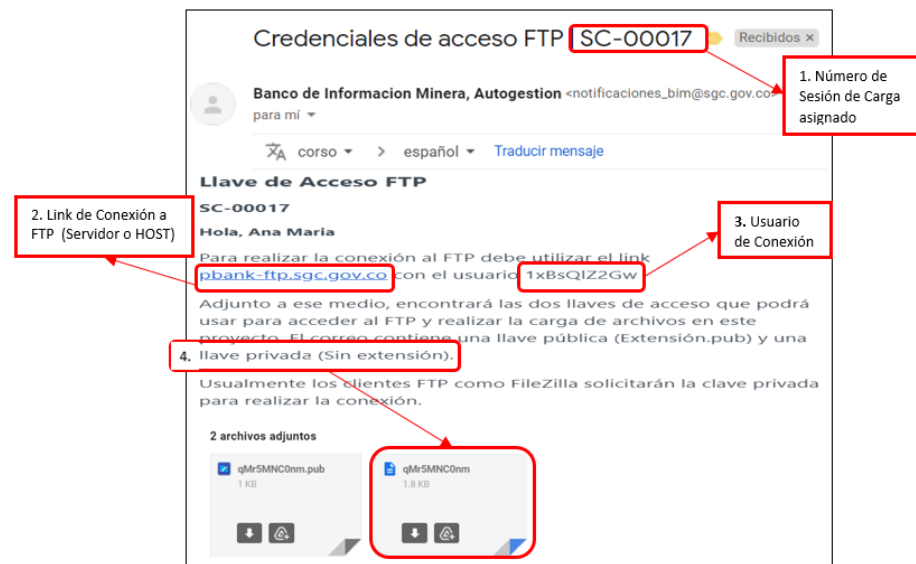 Credenciales de acceso FTP SC-00017
Recibidos ×
1. Número de
Sesión de Carga
asignado
Banco de Informacion Minera, Autogestion <notificaciones_bim@sgc.gov.co>
para mí
corso > español Traducir mensaje
Llave de Acceso FTP
SC-00017
Hola, Ana Maria
2. Link de Conexión a
FTP (Servidor o HOST)
3. Usuario
de Conexión
Para realizar la conexión al FTP debe utilizar el link
pbank-ftp.sgc.gov.co con el usuario 1xBsQlZ2Gw
Adjunto a ese medio, encontrará las dos llaves de acceso que podrá
usar para acceder al FTP y realizar la carga de archivos en este
proyecto. El correo contiene una llave pública (Extensión.pub) y una
4. llave privada (Sin extensión).
Usualmente los clientes FTP como FileZilla solicitarán la clave privada
para realizar la conexión.
2 archivos adjuntos
qMr5MNC0nm.pub
1 KB
qMr5MNC0nm
1.8 KB